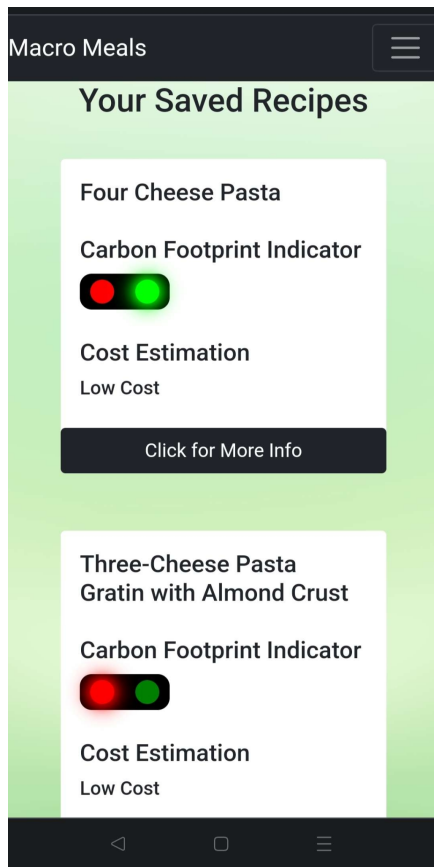 Macro Meals
Your Saved Recipes
Four Cheese Pasta
Carbon Footprint Indicator
Cost Estimation
Low Cost
Click for More Info
Three-Cheese Pasta
Gratin with Almond Crust
Carbon Footprint Indicator
Cost Estimation
Low Cost